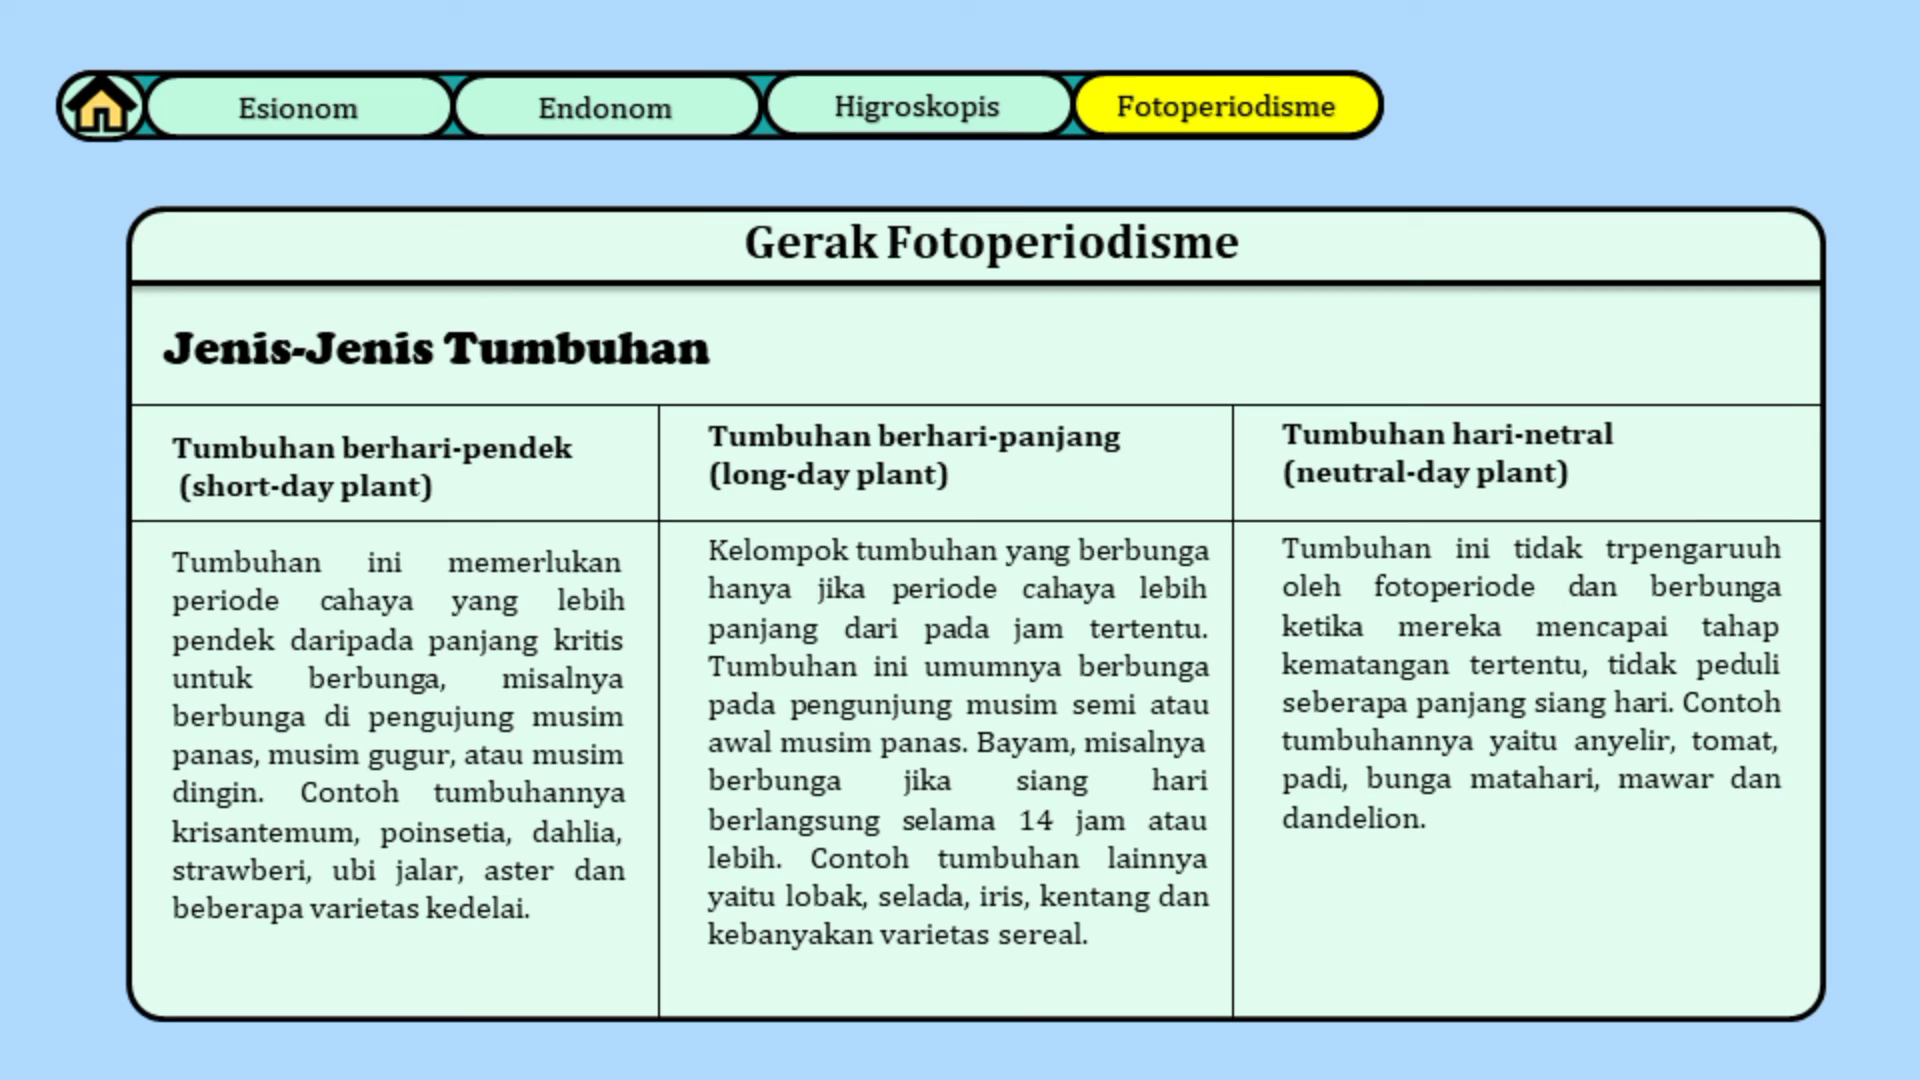 Esionom
Endonom
Higroskopis
Fotoperiodisme
Gerak Fotoperiodisme
Jenis-Jenis Tumbuhan
Tumbuhan berhari-pendek
(short-day plant)
Tumbuhan ini memerlukan
periode cahaya yang lebih
pendek daripada panjang kritis
untuk berbunga, misalnya
berbunga di pengujung musim
panas, musim gugur, atau musim
dingin. Contoh tumbuhannya
krisantemum, poinsetia, dahlia,
strawberi, ubi jalar, aster dan
beberapa varietas kedelai.
Tumbuhan berhari-panjang
(long-day plant)
Kelompok tumbuhan yang berbunga
hanya jika periode cahaya lebih
panjang dari pada jam tertentu.
Tumbuhan ini umumnya berbunga
pada pengunjung musim semi atau
awal musim panas. Bayam, misalnya
berbunga jika siang hari
berlangsung selama 14 jam atau
lebih. Contoh tumbuhan lainnya
yaitu lobak, selada, iris, kentang dan
kebanyakan varietas sereal.
Tumbuhan hari-netral
(neutral-day plant)
Tumbuhan ini tidak trpengaruuh
oleh fotoperiode dan berbunga
ketika mereka mencapai tahap
kematangan tertentu, tidak peduli
seberapa panjang siang hari. Contoh
tumbuhannya yaitu anyelir, tomat,
padi, bunga matahari, mawar dan
dandelion.